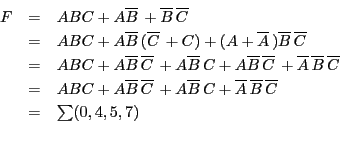 F = ABC + AB̅ + B̅ C̅
= ABC + AB̅ (C̅ + C) + (A + A̅ )B̅ C̅
= ABC + AB̅ C̅ + AB̅ C + AB̅ C̅ + A̅ B̅ C̅
= ABC + AB̅ C̅ + AB̅ C + A̅ B̅ C̅
= ∑(0, 4, 5, 7)